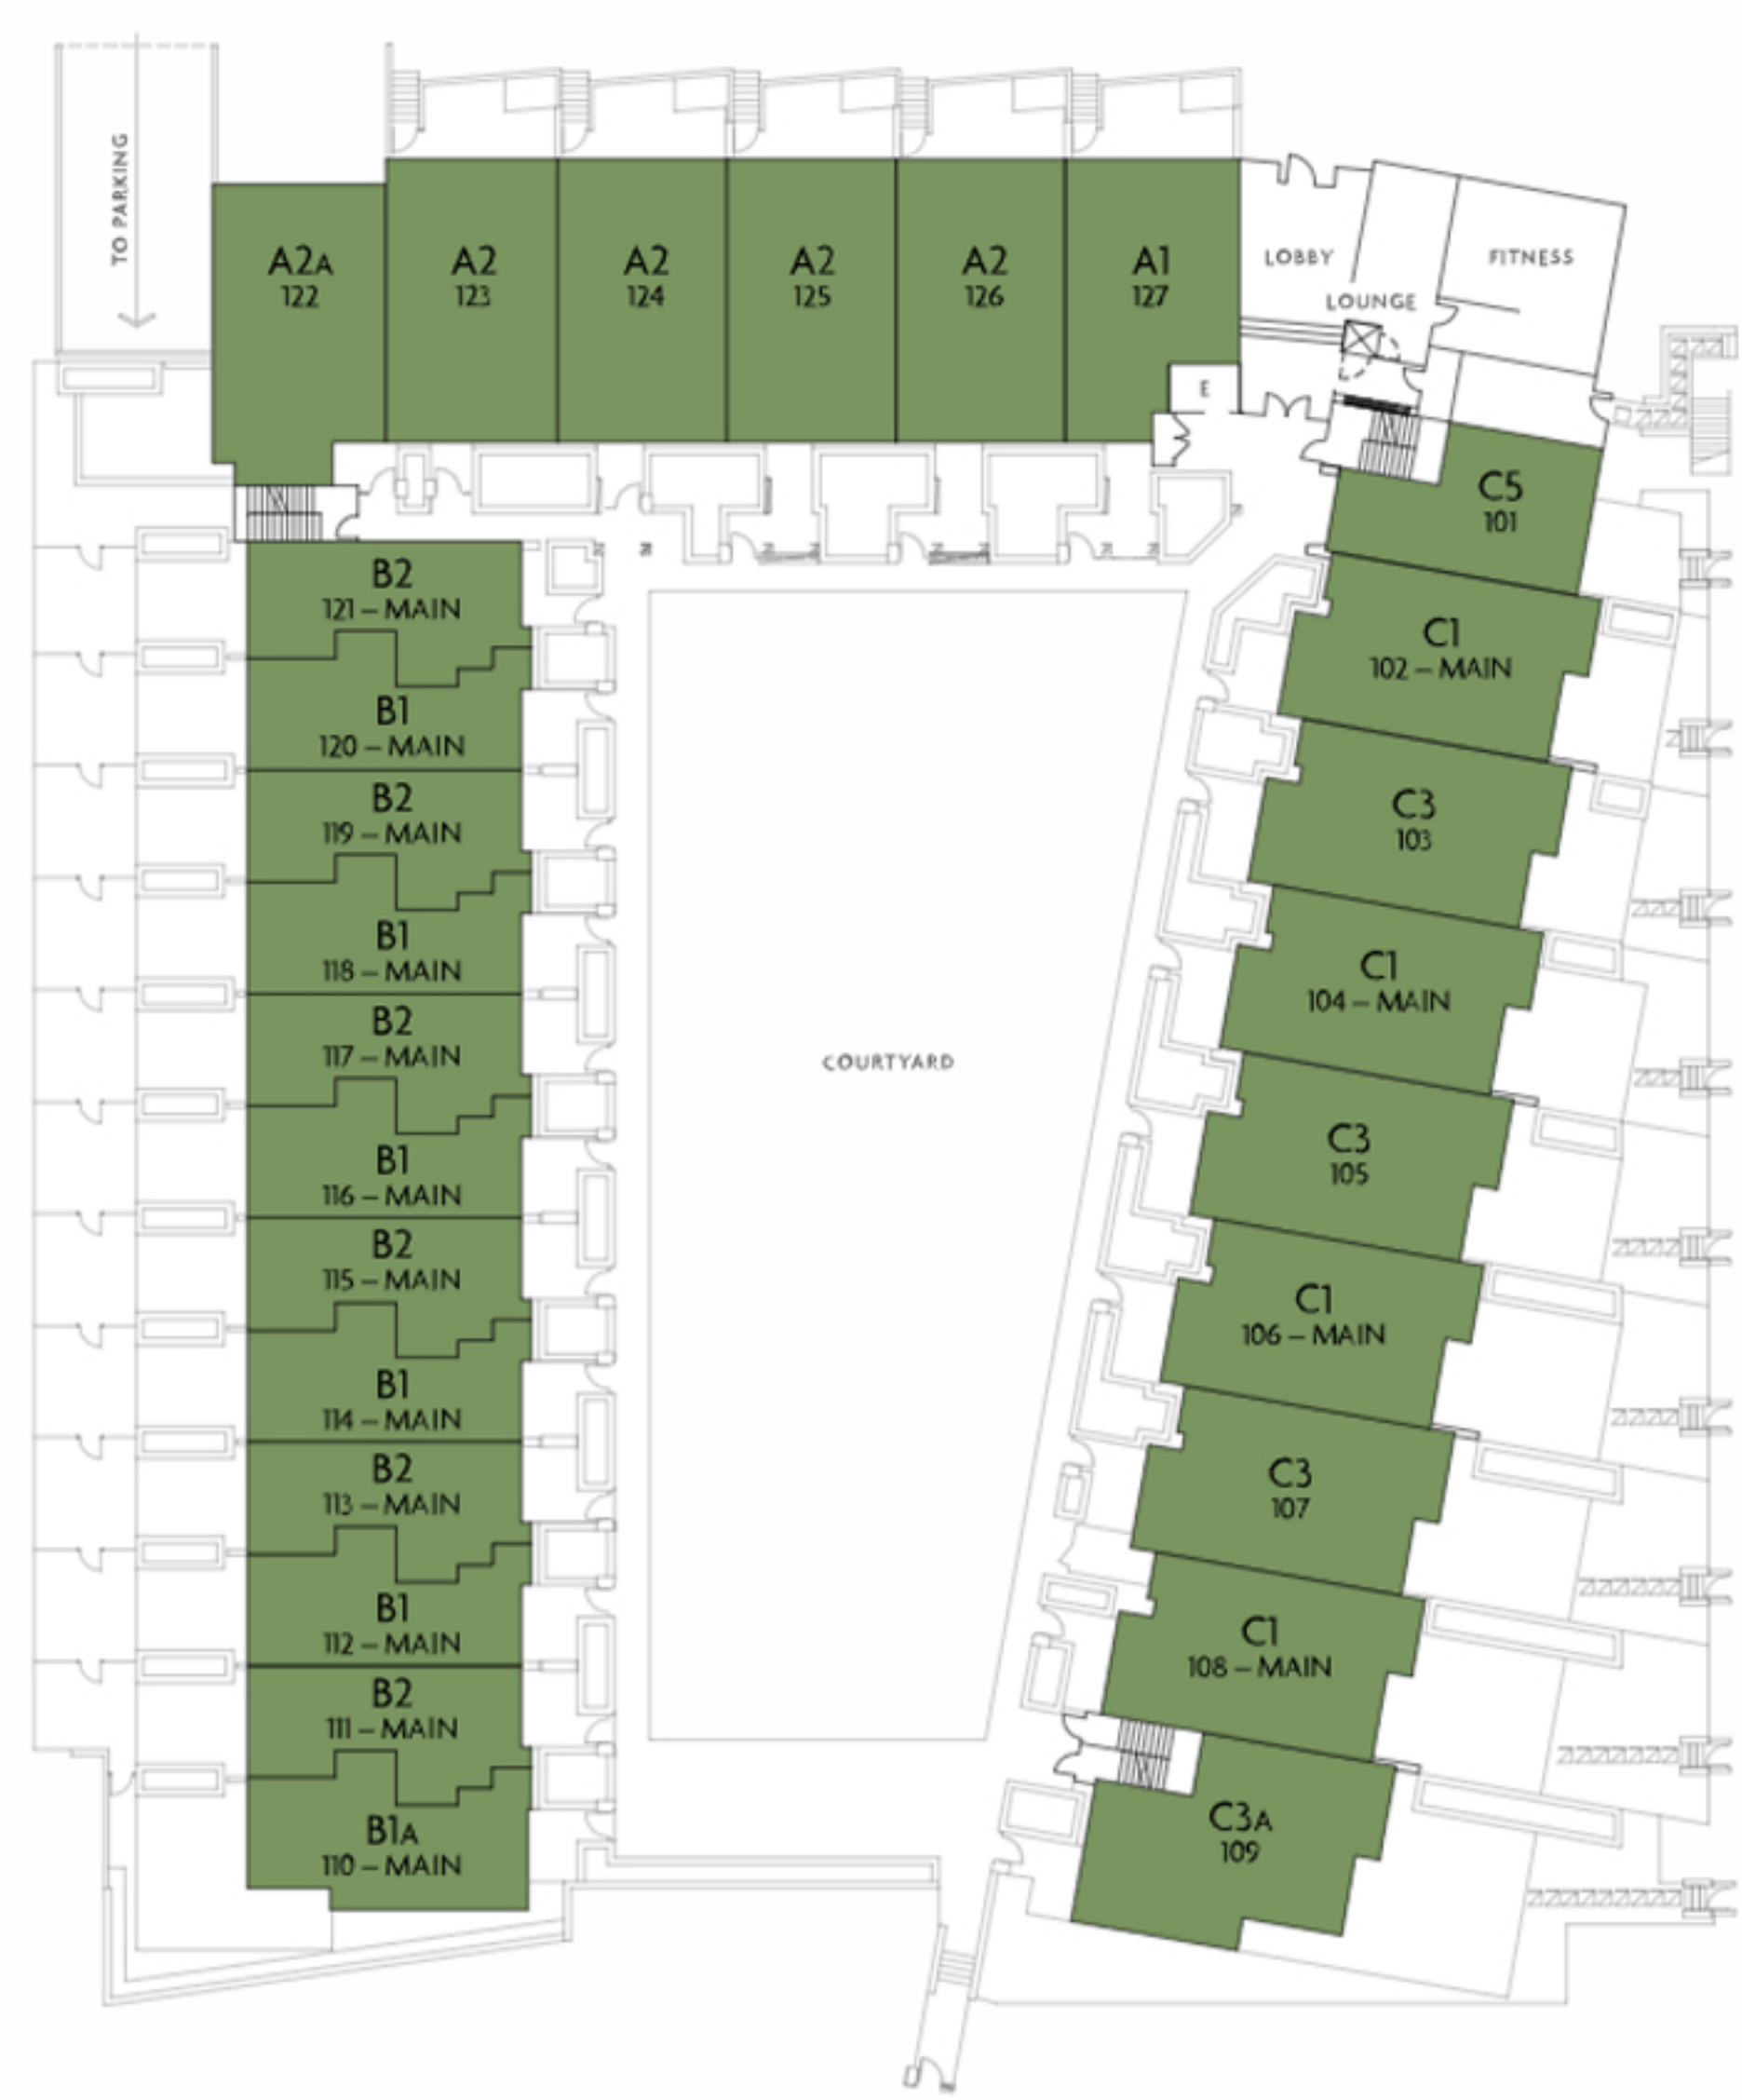 TO PARKING
A2A
122
A2
123
A2
124
A2
125
A2
126
A1
127
LOBBY
LOUNGE
FITNESS
E
C5
101
C1
102 – MAIN
C3
103
C1
104 – MAIN
C3
105
C1
106 – MAIN
C3
107
C1
108 – MAIN
C3A
109
COURTYARD
B2
121 – MAIN
B1
120 – MAIN
B2
119 – MAIN
B1
118 – MAIN
B2
117 – MAIN
B1
116 – MAIN
B2
115 – MAIN
B1
114 – MAIN
B2
113 – MAIN
B1
112 – MAIN
B2
111 – MAIN
B1A
110 – MAIN